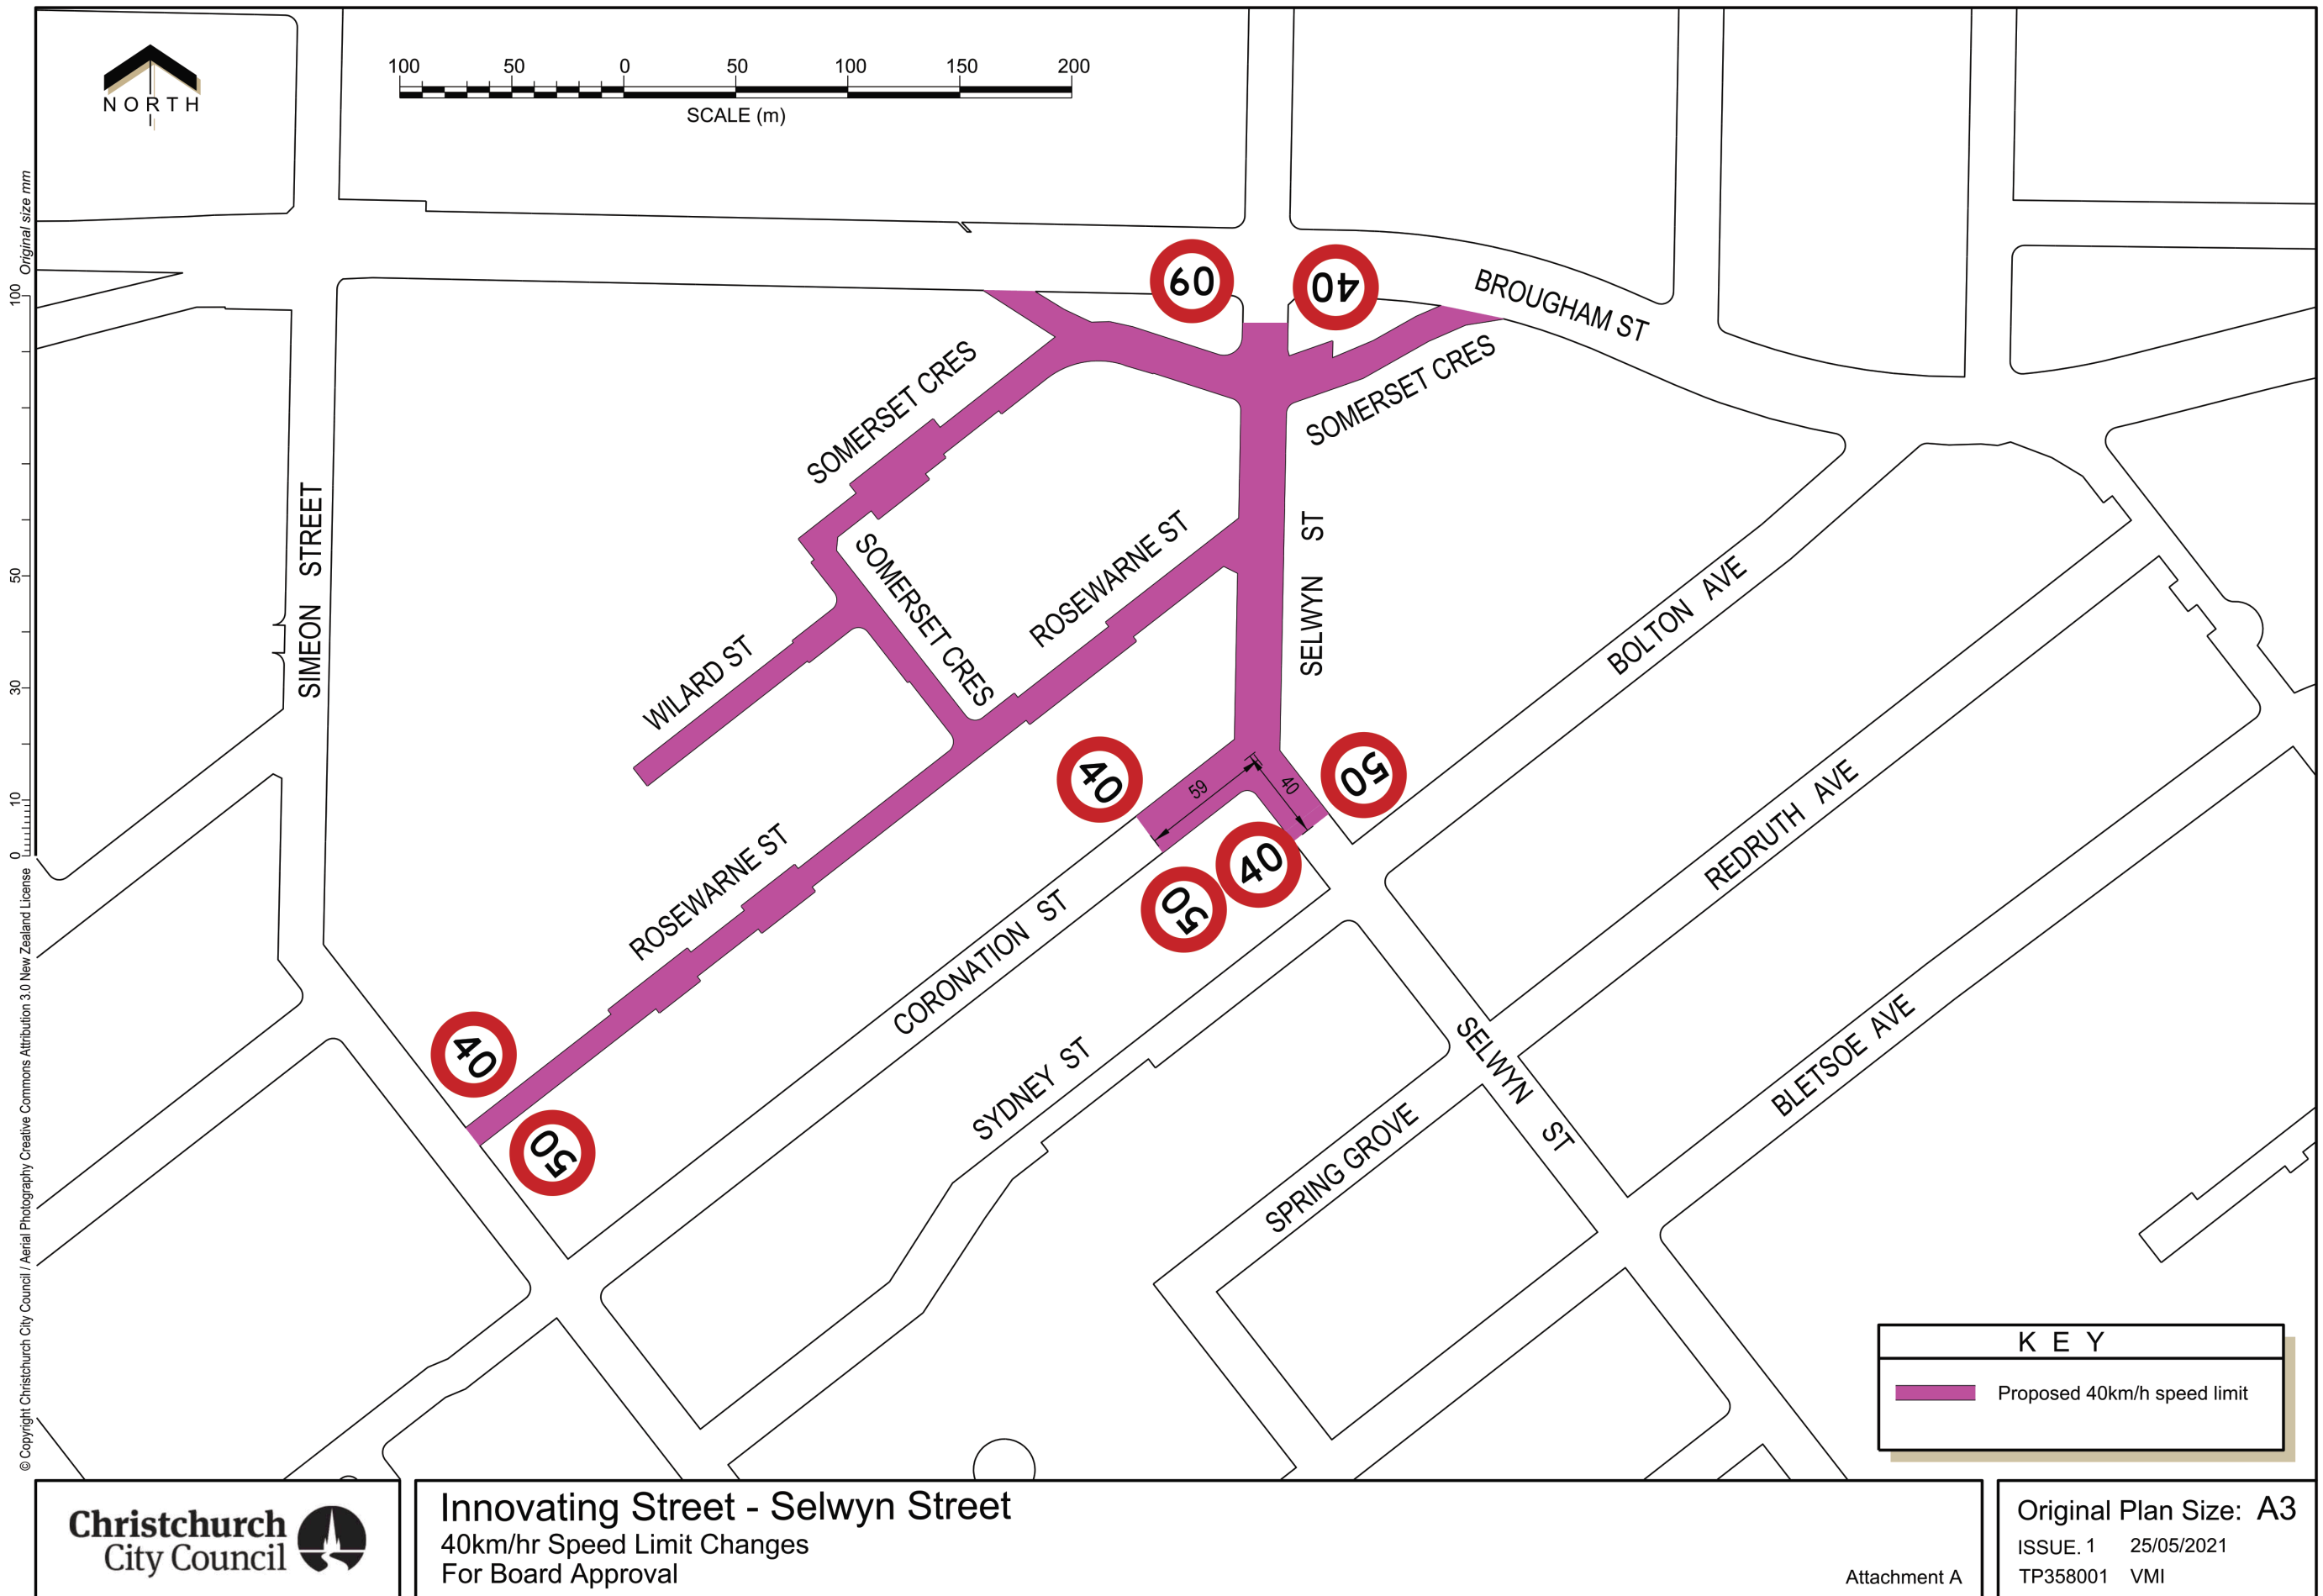 NORTH
100 50 0 50 100 150 200
SCALE (m)
Original size mm
100
50
30
10
0
© Copyright Christchurch City Council / Aerial Photography Creative Commons Attribution 3.0 New Zealand License
60
40
BROUGHAM ST
SOMERSET CRES
SOMERSET CRES
SIMEON STREET
SOMERSET CRES
ROSEWARNE ST
SELWYN ST
BOLTON AVE
WILARD ST
40
59
40
50
REDRUTH AVE
ROSEWARNE ST
40
50
CORONATION ST
40
50
SYDNEY ST
SELWYN ST
SPRING GROVE
BLETSOE AVE
KEY
Proposed 40km/h speed limit
Christchurch
City Council
Innovating Street - Selwyn Street
40km/hr Speed Limit Changes
For Board Approval
Attachment A
Original Plan Size: A3
ISSUE. 1 25/05/2021
TP358001 VMI